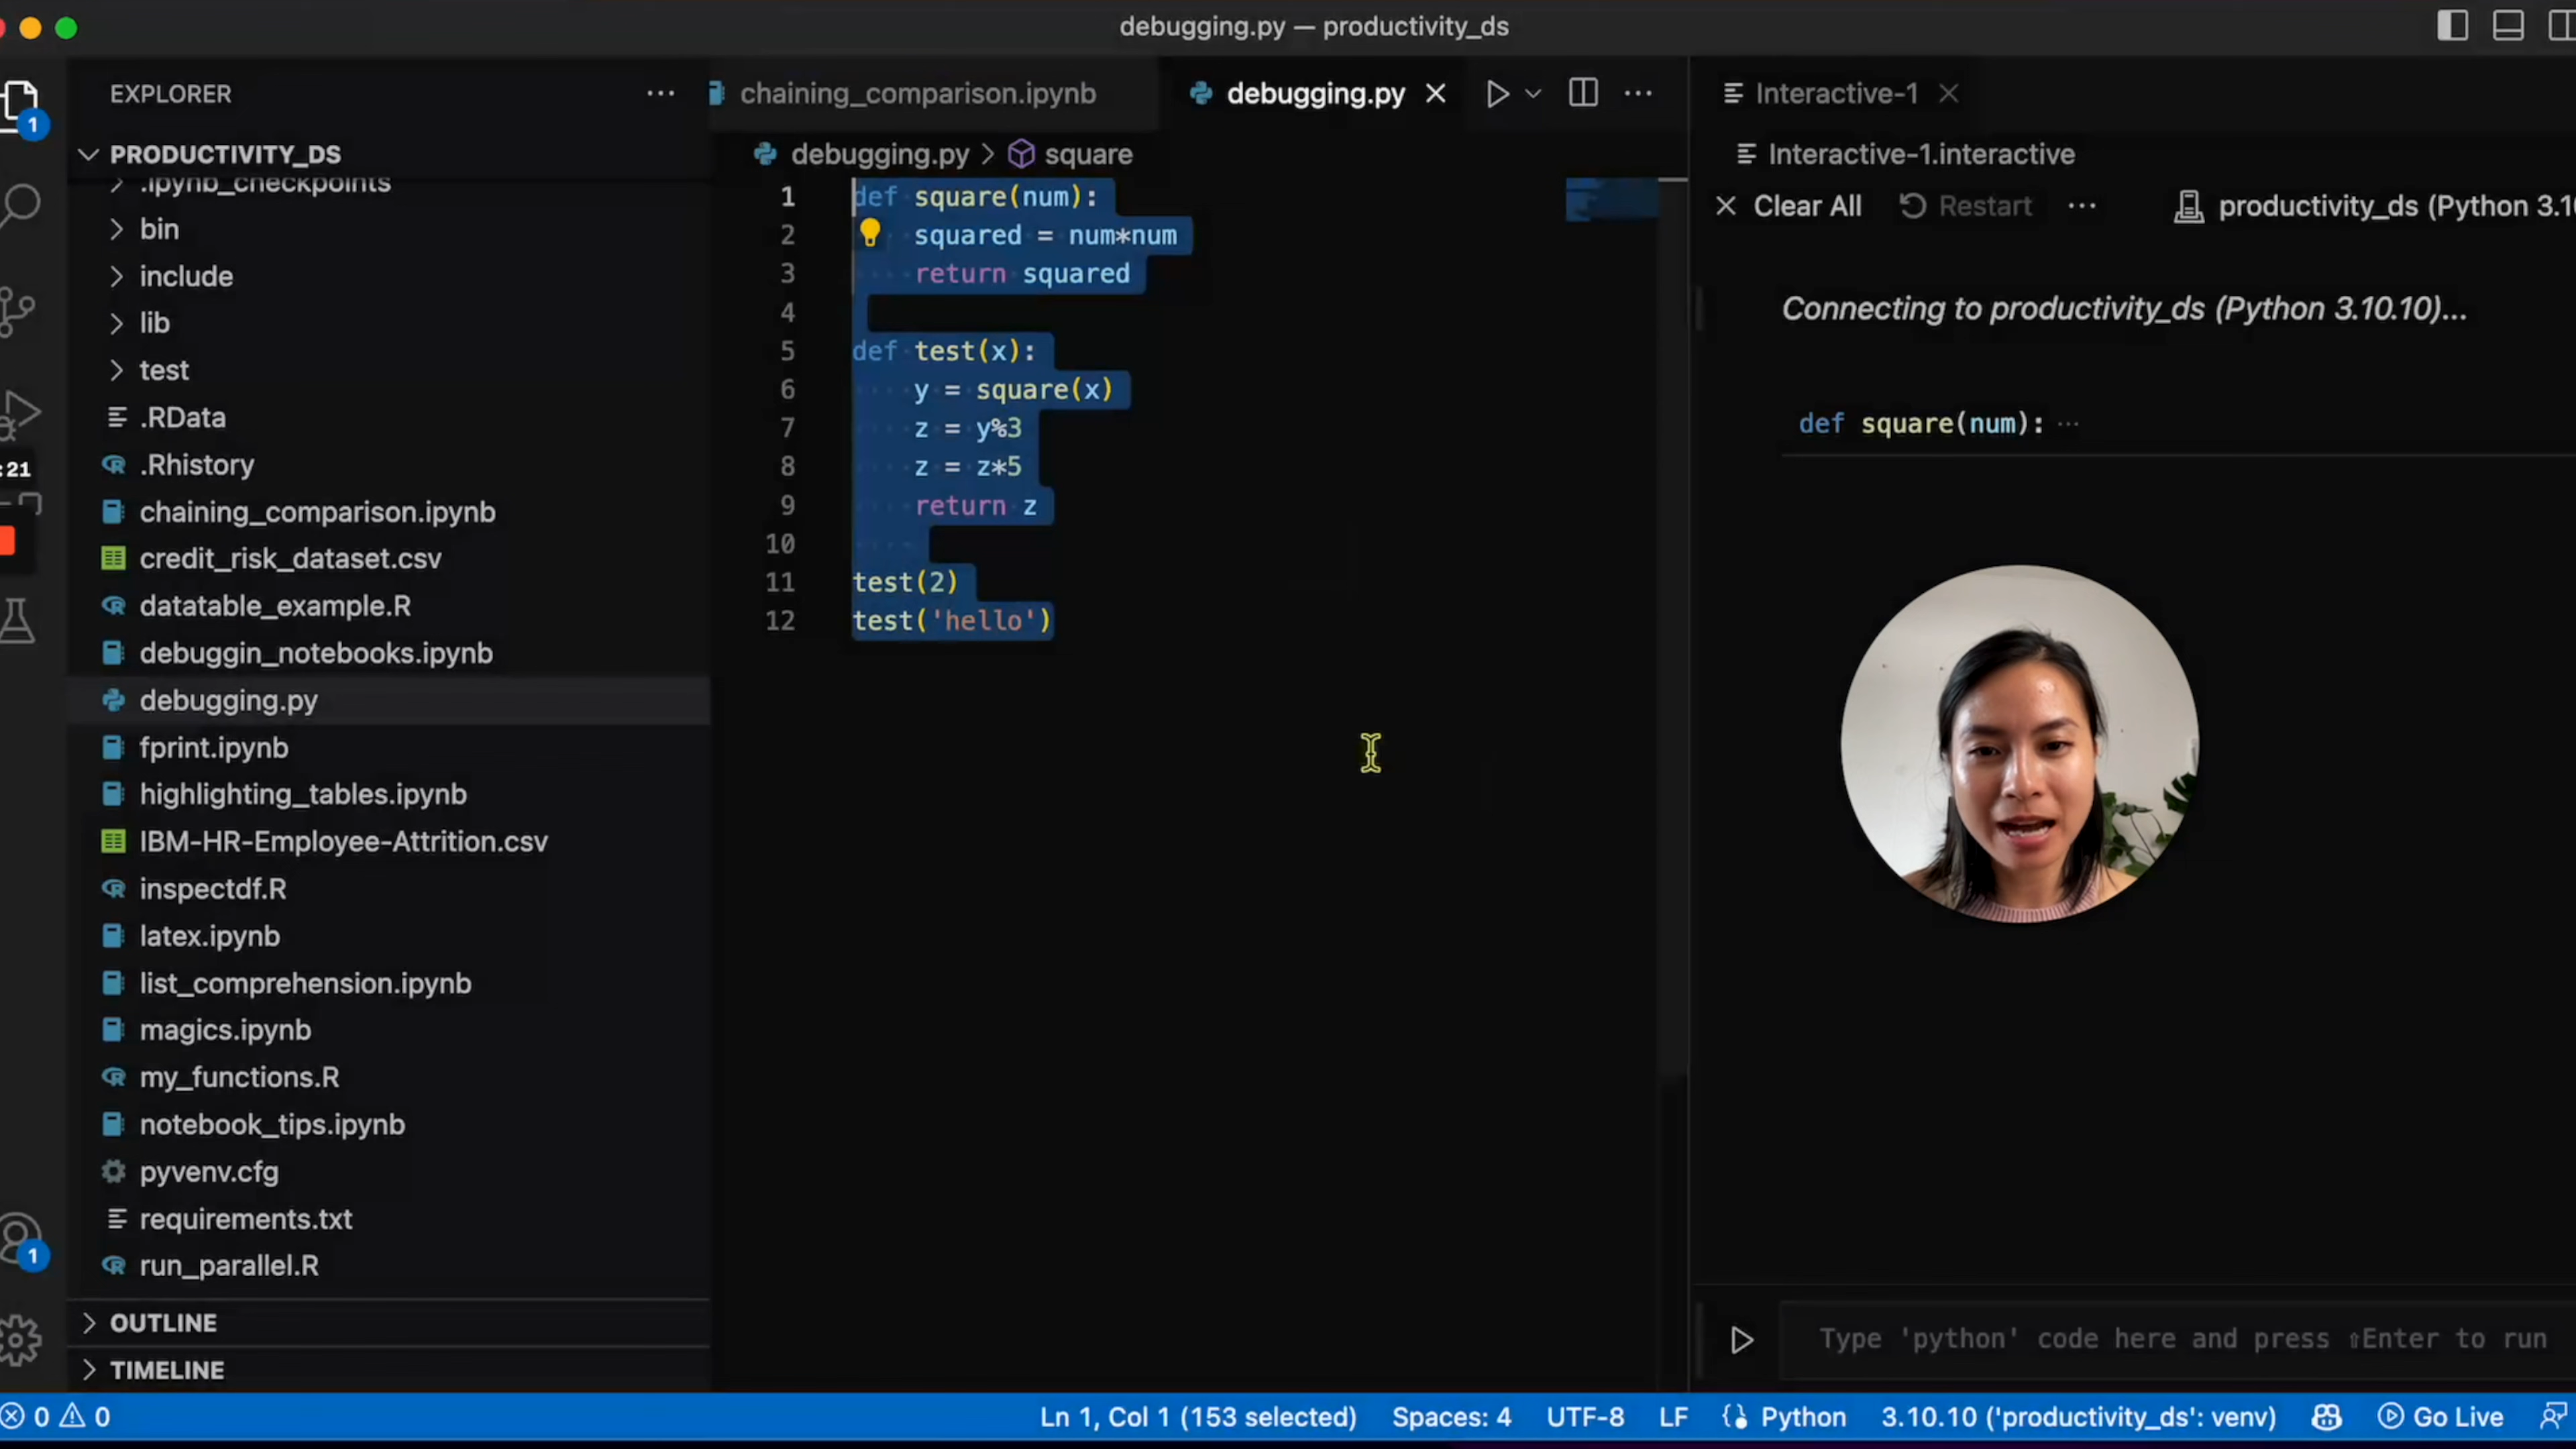 debugging.py — productivity_ds
EXPLORER
PRODUCTIVITY_DS
.ipynb_checkpoints
bin
include
lib
test
.RData
.Rhistory
chaining_comparison.ipynb
credit_risk_dataset.csv
datatable_example.R
debuggin_notebooks.ipynb
debugging.py
fprint.ipynb
highlighting_tables.ipynb
IBM-HR-Employee-Attrition.csv
inspectdf.R
latex.ipynb
list_comprehension.ipynb
magics.ipynb
my_functions.R
notebook_tips.ipynb
pyvenv.cfg
requirements.txt
run_parallel.R
OUTLINE
TIMELINE
1
:21
1
chaining_comparison.ipynb
debugging.py
debugging.py > square
1 def square(num):
2 squared = num*num
3 return squared
4
5 def test(x):
6 y = square(x)
7 z = y%3
8 z = z*5
9 return z
10
11 test(2)
12 test('hello')
Interactive-1
Interactive-1.interactive
Clear All Restart ··· productivity_ds (Python
Connecting to productivity_ds (Python 3.10.10)...
def square(num): ···
Type 'python' code here and press ⇧Enter to run
0 0 Ln 1, Col 1 (153 selected) Spaces: 4 UTF-8 LF Python 3.10.10 ('productivity_ds': venv) Go Live